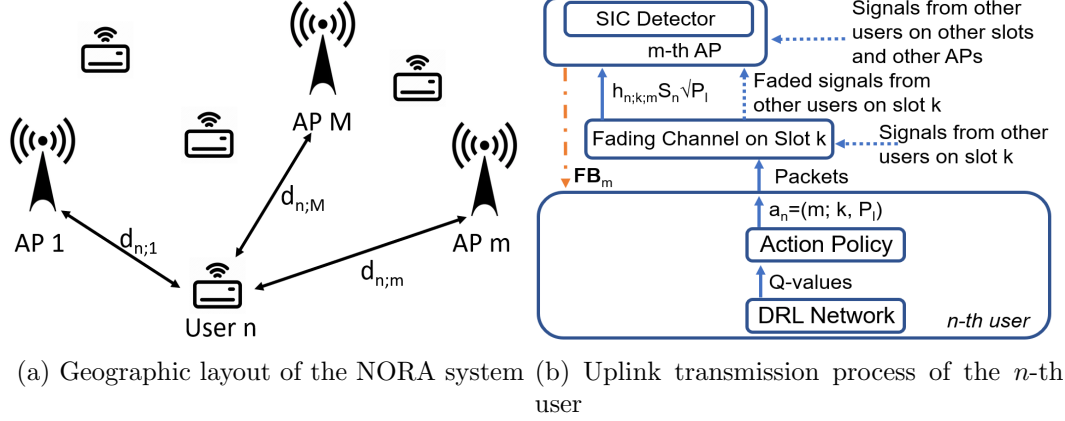 AP M
AP 1
AP m
d_{n;M}
d_{n;1}
d_{n;m}
User n
SIC Detector
m-th AP
Signals from other
users on other slots
and other APs
h_{n;k;m}S_n√P_l
Faded signals from
other users on slot k
Fading Channel on Slot k
Signals from other
users on slot k
FB_m
Packets
a_n=(m; k, P_l)
Action Policy
Q-values
DRL Network
n-th user
(a) Geographic layout of the NORA system
(b) Uplink transmission process of the n-th
user